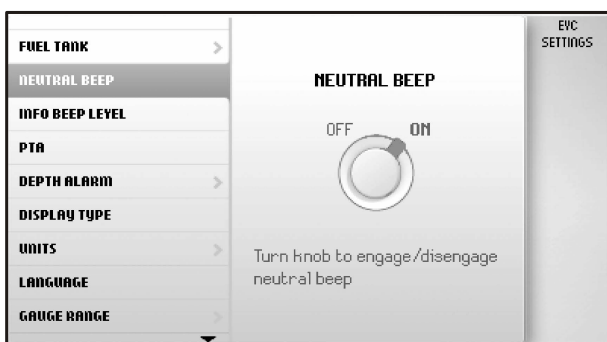 EVC
SETTINGS
FUEL TANK
NEUTRAL BEEP
INFO BEEP LEVEL
PTA
DEPTH ALARM
DISPLAY TYPE
UNITS
LANGUAGE
GAUGE RANGE
NEUTRAL BEEP
OFF ON
Turn knob to engage/disengage
neutral beep